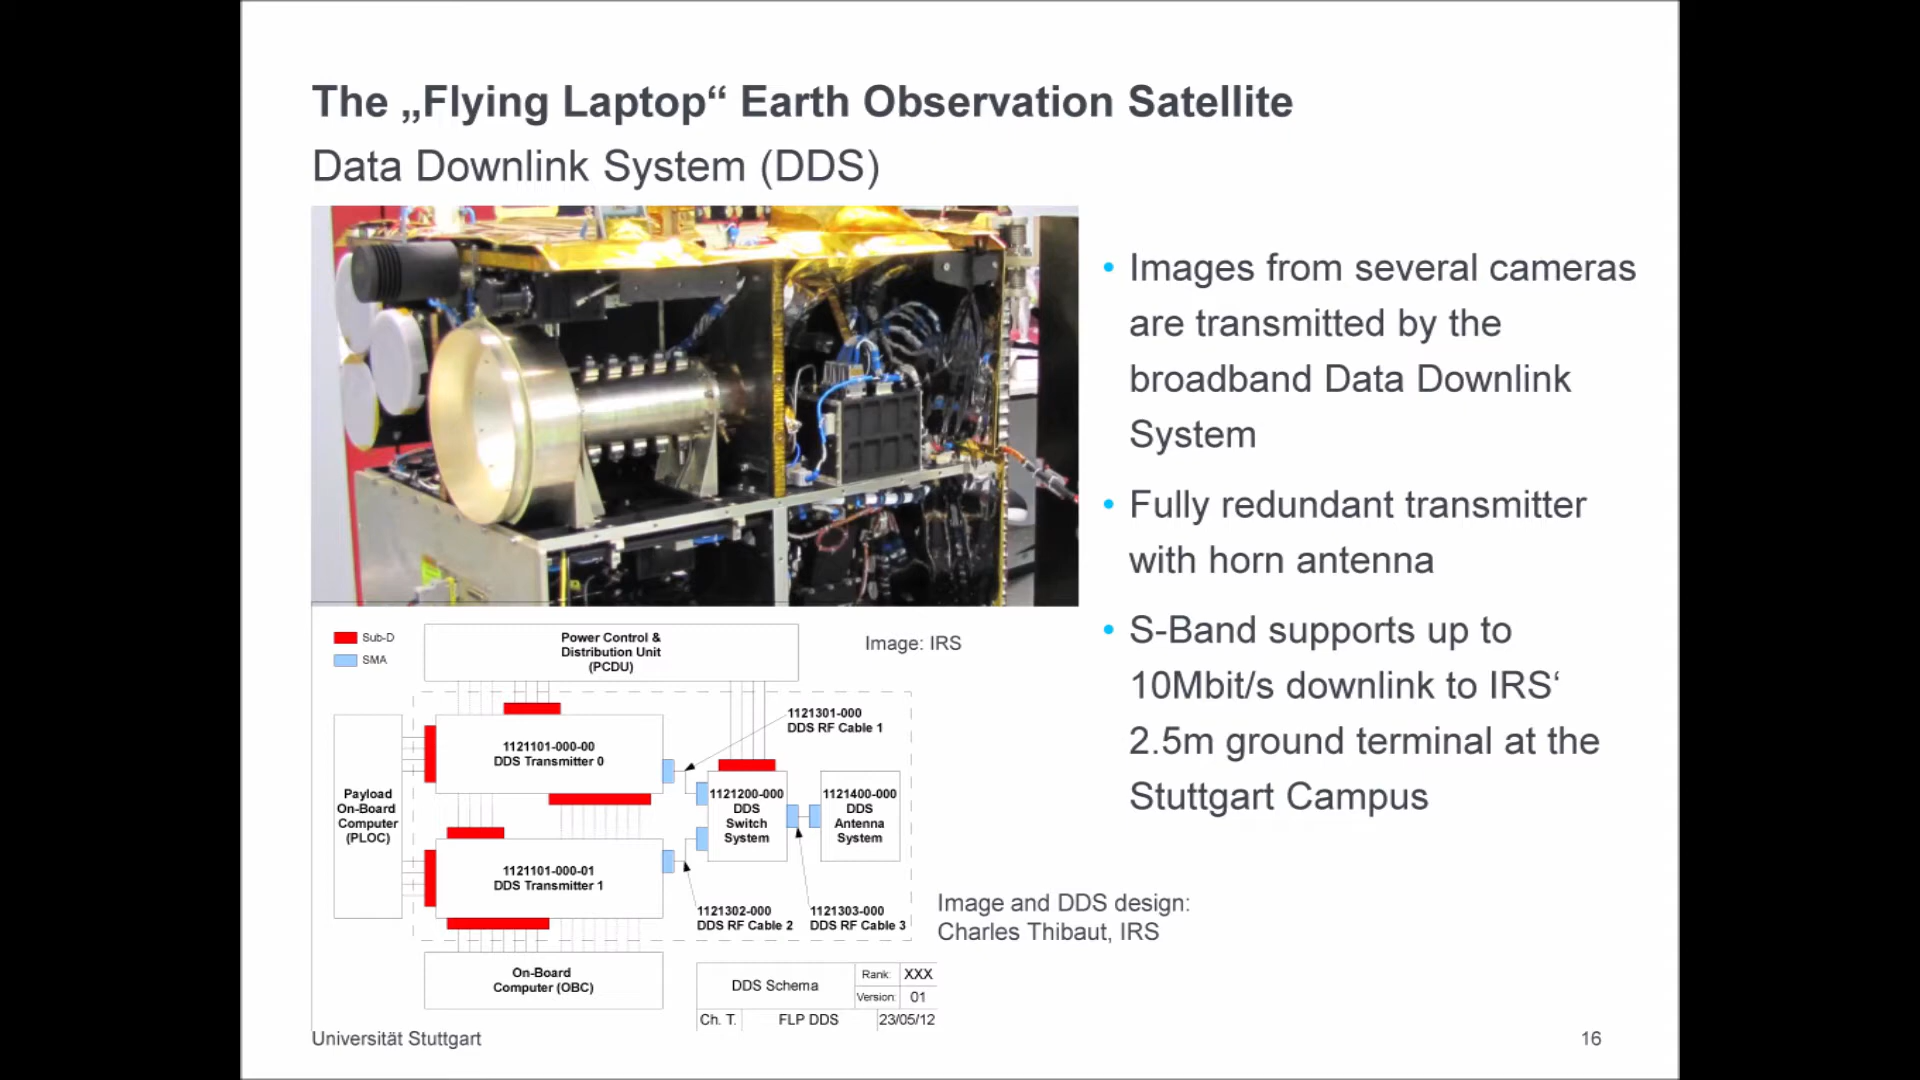 The „Flying Laptop“ Earth Observation Satellite
Data Downlink System (DDS)
• Images from several cameras
are transmitted by the
broadband Data Downlink
System
• Fully redundant transmitter
with horn antenna
• S-Band supports up to
10Mbit/s downlink to IRS‘
2.5m ground terminal at the
Stuttgart Campus
Image: IRS
Sub-D
SMA
Power Control &
Distribution Unit
(PCDU)
Payload
On-Board
Computer
(PLOC)
1121101-000-00
DDS Transmitter 0
1121101-000-01
DDS Transmitter 1
1121301-000
DDS RF Cable 1
1121200-000
DDS
Switch
System
1121400-000
DDS
Antenna
System
1121302-000
DDS RF Cable 2
1121303-000
DDS RF Cable 3
On-Board
Computer (OBC)
Image and DDS design:
Charles Thibaut, IRS
DDS Schema
Rank: XXX
Version: 01
Ch. T. FLP DDS 23/05/12
Universität Stuttgart
16